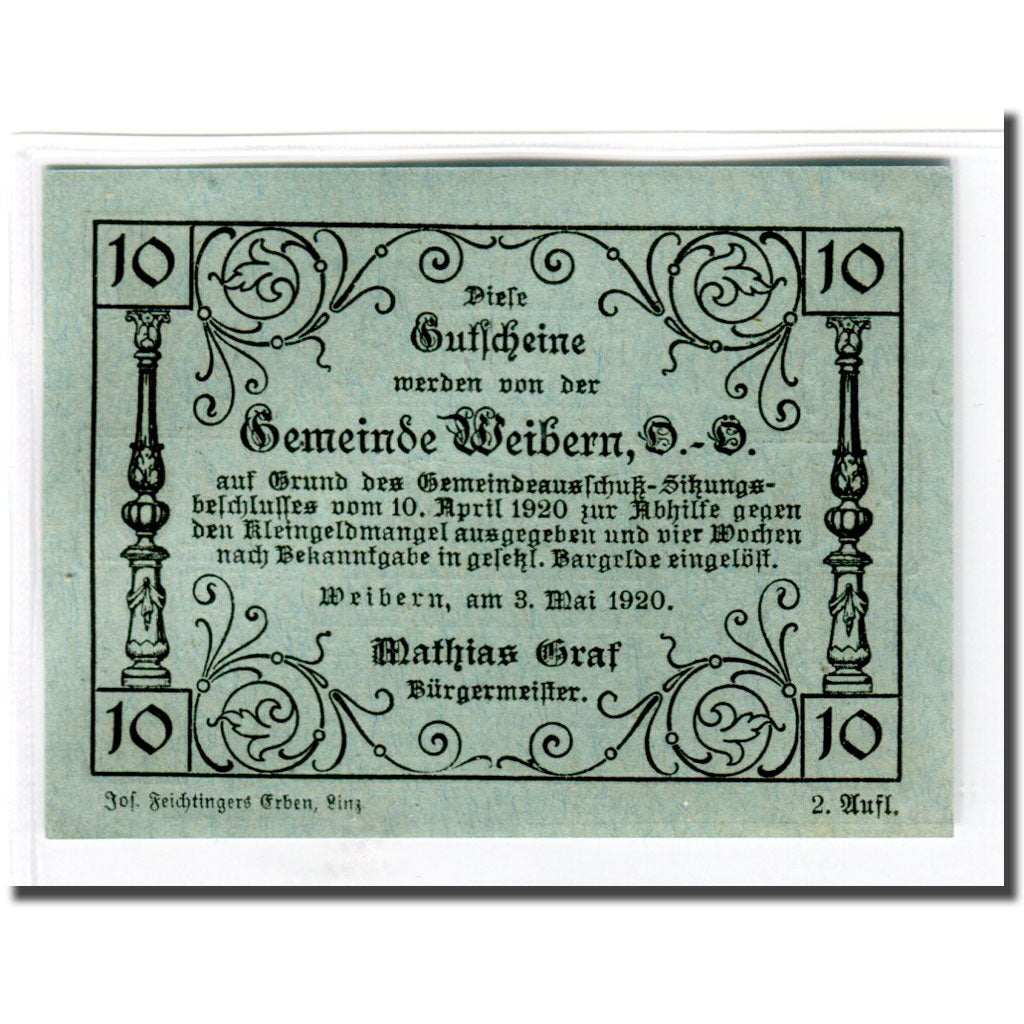 10 10
Diese
Gutscheine
werden von der
Gemeinde Weibern, O.-Ö.
auf Grund des Gemeindeausschuß-Sitzungs-
beschlusses vom 10. April 1920 zur Abhilfe gegen
den Kleingeldmangel ausgegeben und vier Wochen
nach Bekanntgabe in gesetzl. Bargelde eingelöst.
Weibern, am 3. Mai 1920.
Mathias Graf
Bürgermeister.
10 10
Jos. Feichtingers Erben, Linz 2. Aufl.